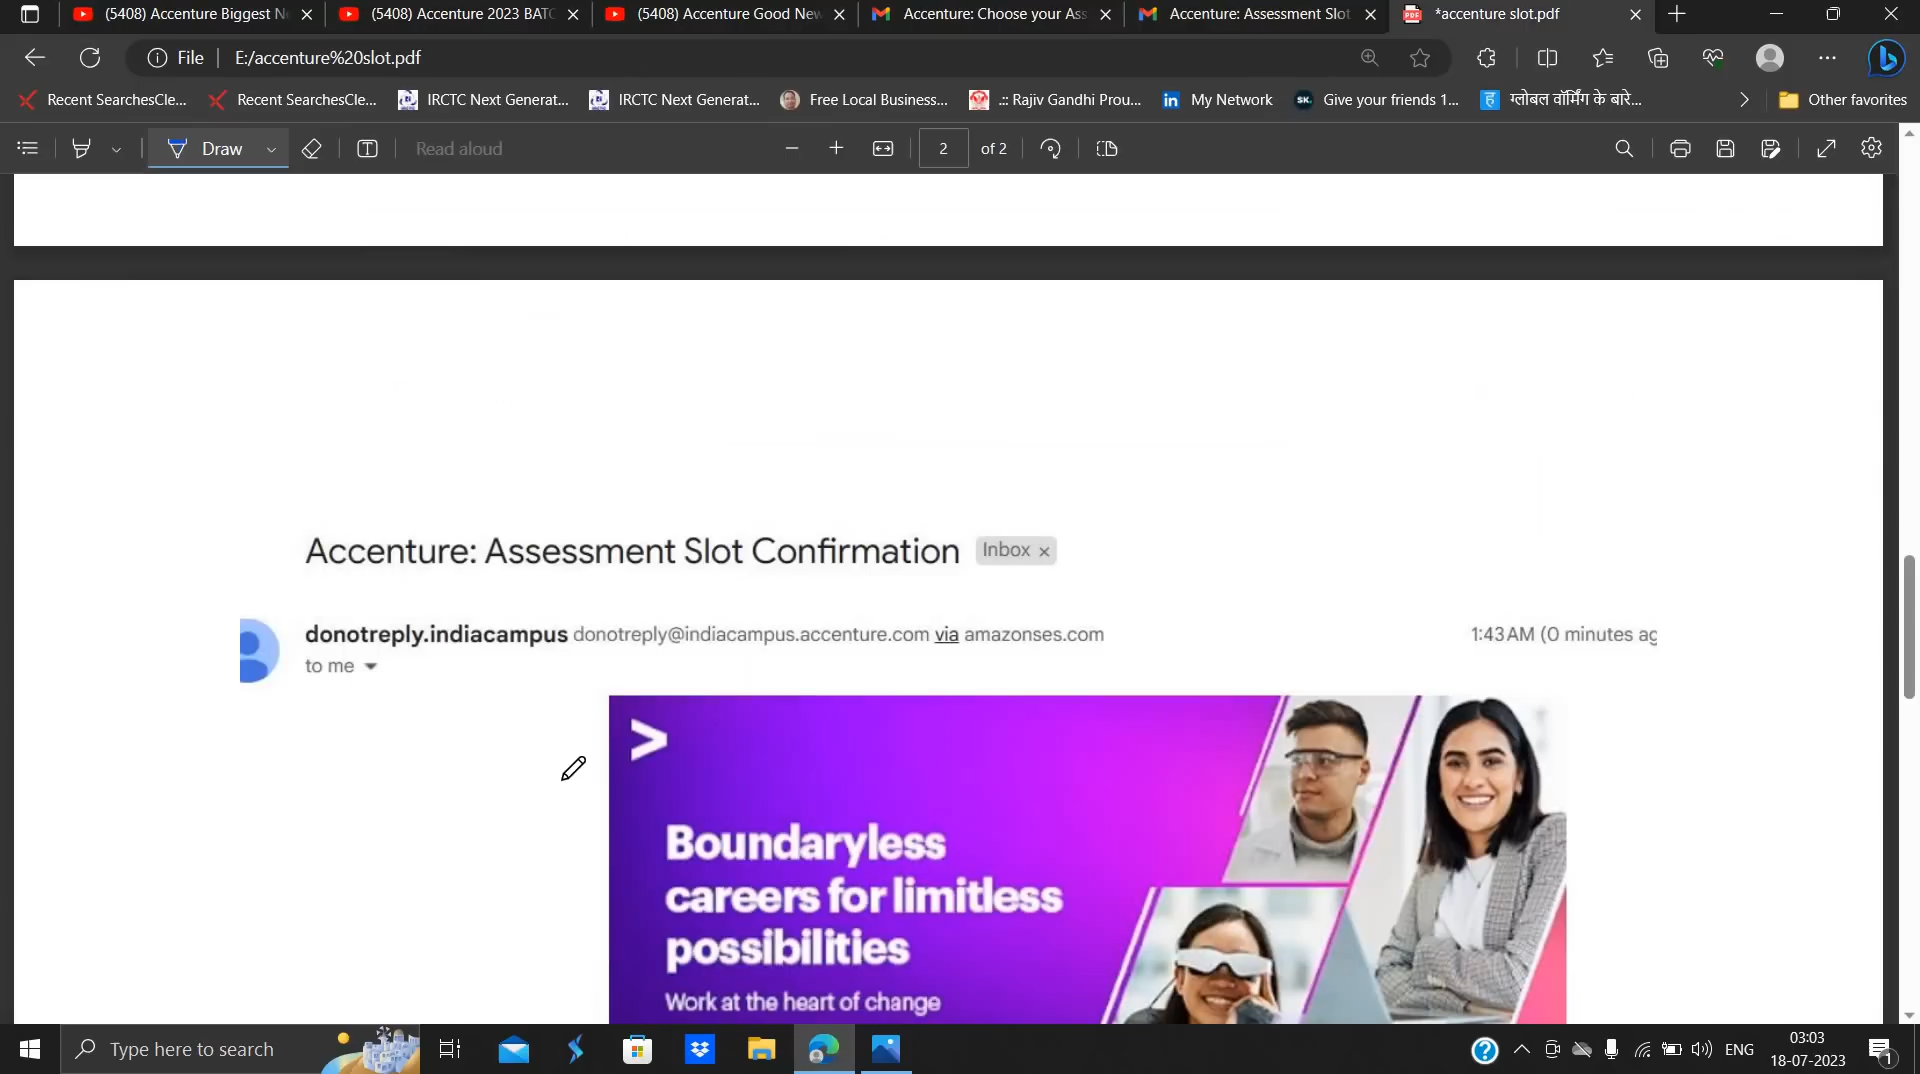 (5408) Accenture Biggest N
(5408) Accenture 2023 BATC
(5408) Accenture Good New
Accenture: Choose your Ass
Accenture: Assessment Slot
*accenture slot.pdf
File
E:/accenture%20slot.pdf
Recent SearchesCle...
Recent SearchesCle...
IRCTC Next Generat...
IRCTC Next Generat...
Free Local Business...
.:: Rajiv Gandhi Prou...
My Network
Give your friends 1...
ग्लोबल वॉर्मिंग के बारे...
Other favorites
Draw
Read aloud
2
of 2
Accenture: Assessment Slot Confirmation
Inbox x
donotreply.indiacampus donotreply@indiacampus.accenture.com via amazonses.com
1:43 AM (0 minutes ag
to me
>
Boundaryless
careers for limitless
possibilities
Work at the heart of change
Type here to search
ENG
03:03
18-07-2023
1